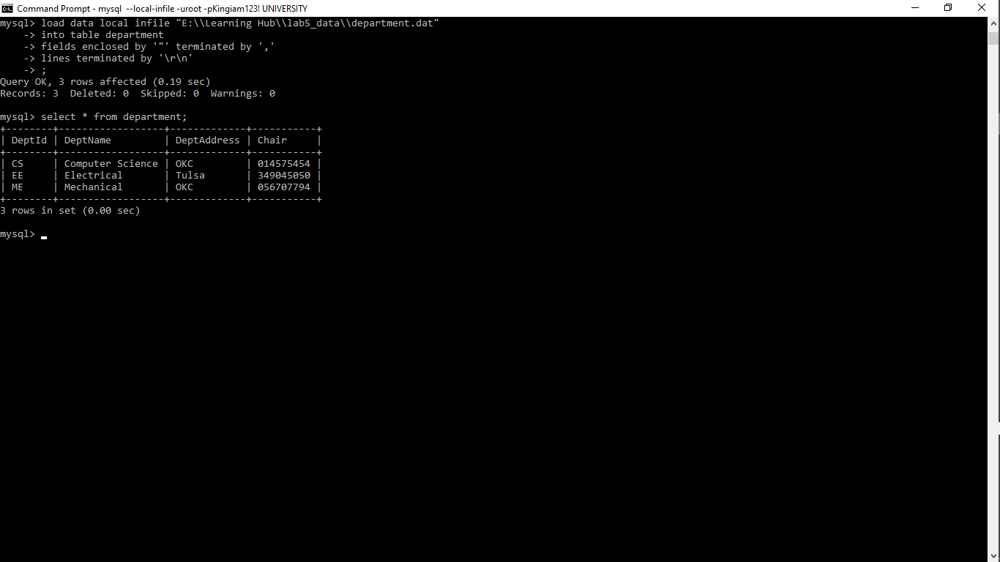 Command Prompt - mysql  --local-infile -uroot -pKingiam123! UNIVERSITY
mysql> load data local infile "E:\\Learning Hub\\lab5_data\\department.dat"
    -> into table department
    -> fields enclosed by '"' terminated by ','
    -> lines terminated by '\r\n'
    -> ;
Query OK, 3 rows affected (0.19 sec)
Records: 3  Deleted: 0  Skipped: 0  Warnings: 0
mysql> select * from department;
+--------+------------------+-------------+-----------+
| DeptId | DeptName         | DeptAddress | Chair     |
+--------+------------------+-------------+-----------+
| CS     | Computer Science | OKC         | 014575454 |
| EE     | Electrical       | Tulsa       | 349045050 |
| ME     | Mechanical       | OKC         | 056707794 |
+--------+------------------+-------------+-----------+
3 rows in set (0.00 sec)
mysql>